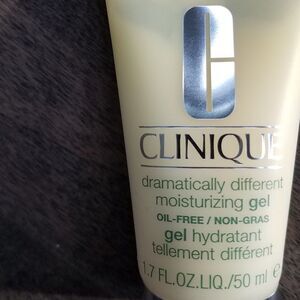 CLINIQUE
dramatically different
moisturizing gel
OIL-FREE / NON-GRAS
gel hydratant
tellement différent
1.7 FL.OZ.LIQ./50 ml e